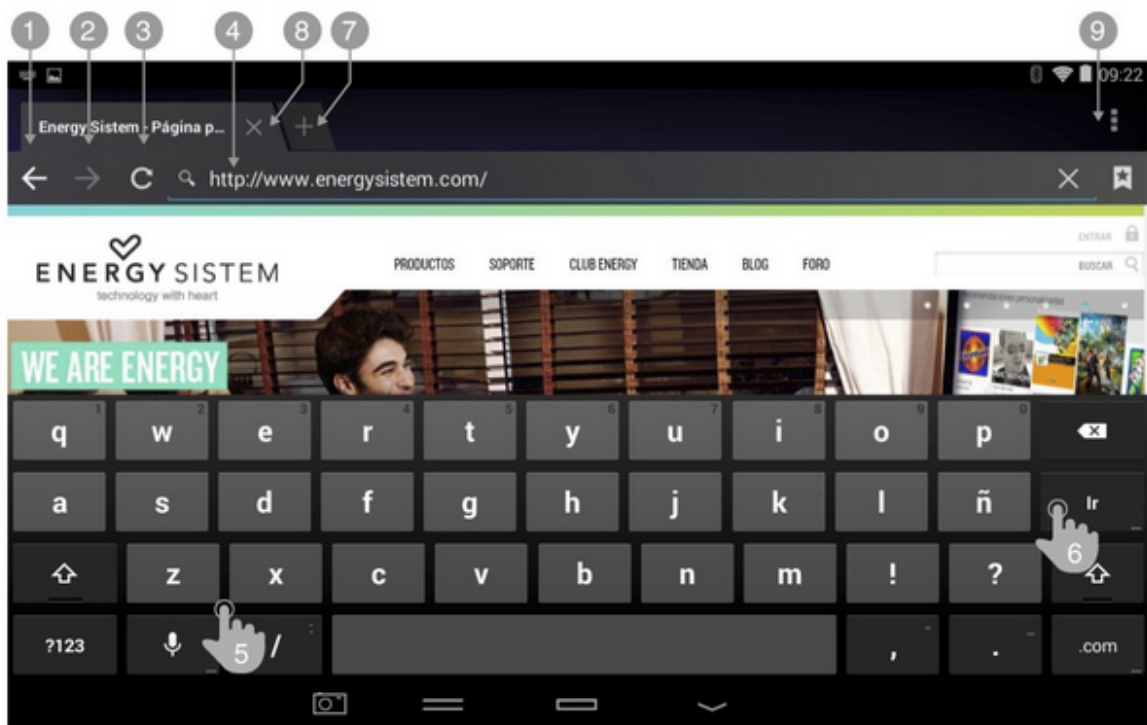 1 2 3 4 8 7 9
09:22
Energy Sistem - Página p...
http://www.energysistem.com/
ENTRAR
ENERGY SISTEM
technology with heart
PRODUCTOS SOPORTE CLUB ENERGY TIENDA BLOG FORO
BUSCAR
WE ARE ENERGY
1 2 3 4 5 6 7 8 9 0
q w e r t y u i o p
a s d f g h j k l ñ Ir
6
z x c v b n m ! ?
?123 5 / : , - . - .com